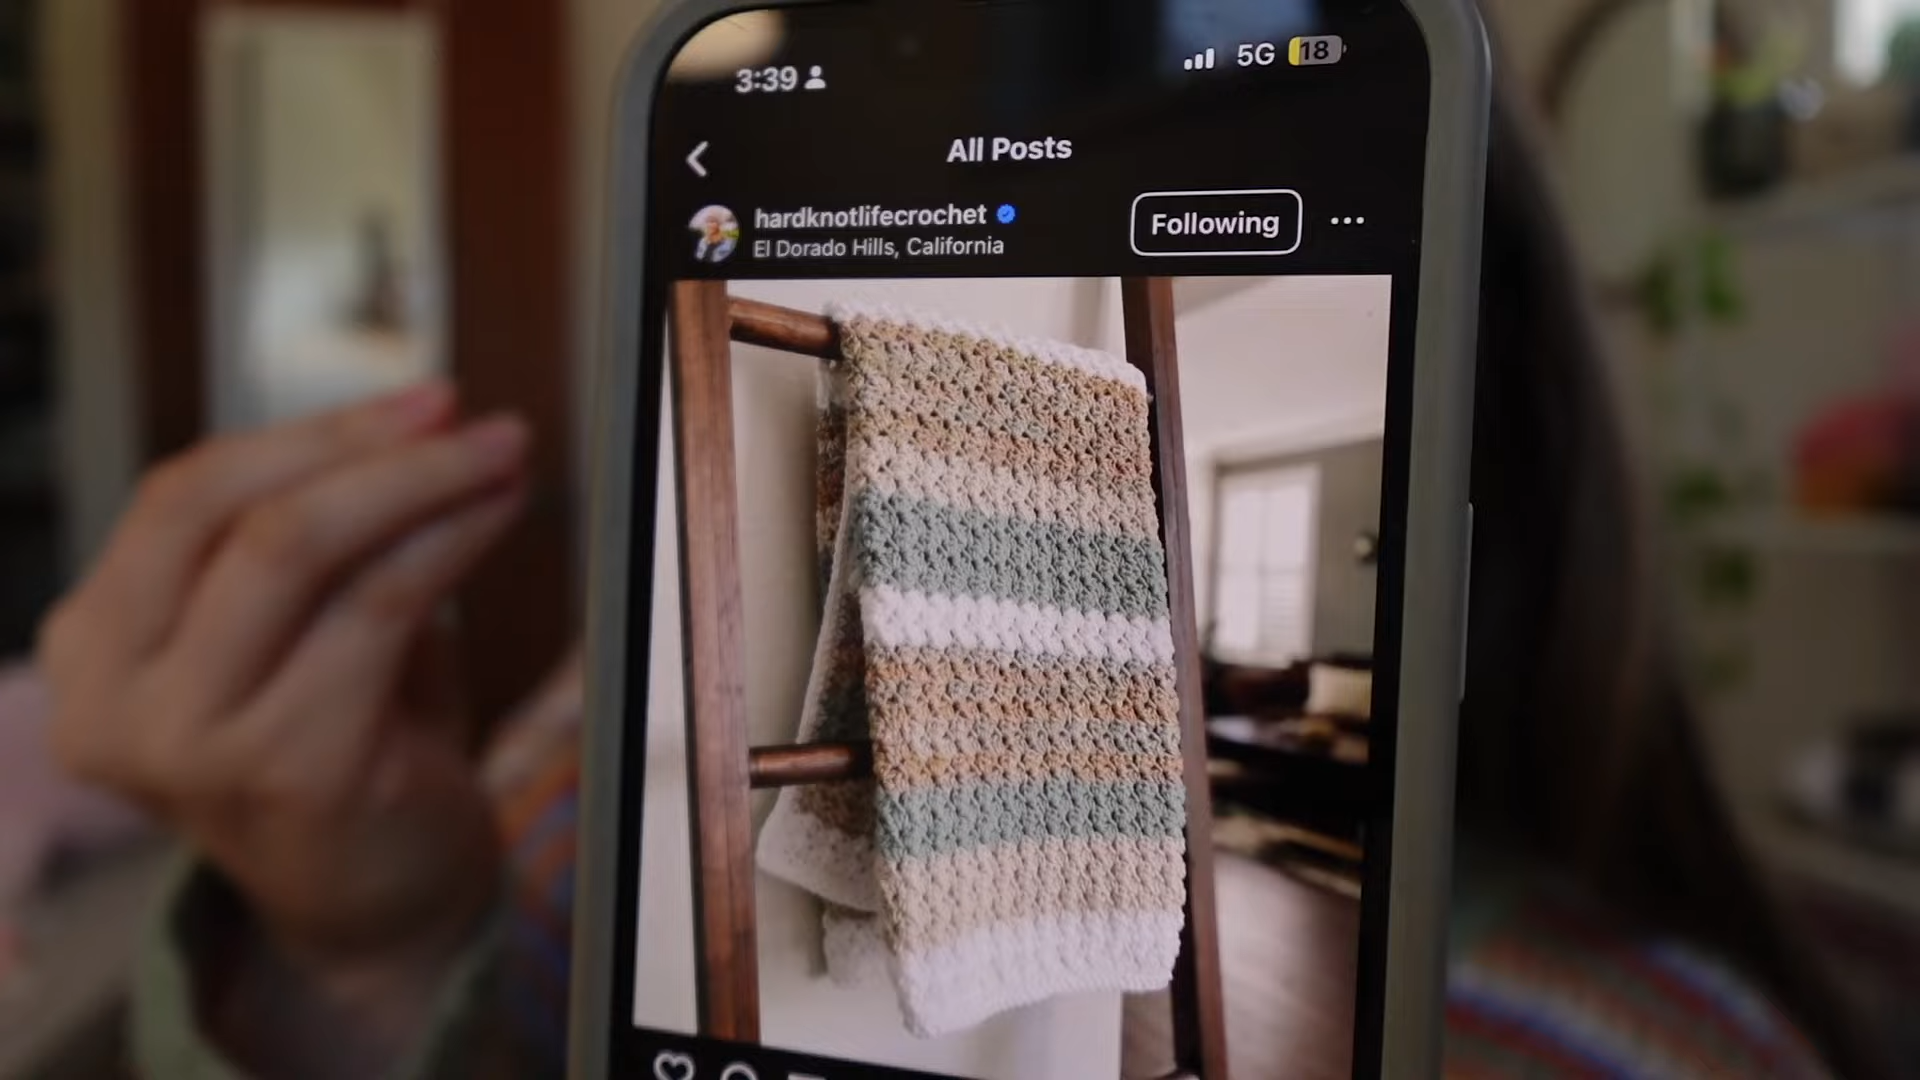 3:39
5G 18
All Posts
hardknotlifecrochet
El Dorado Hills, California
Following